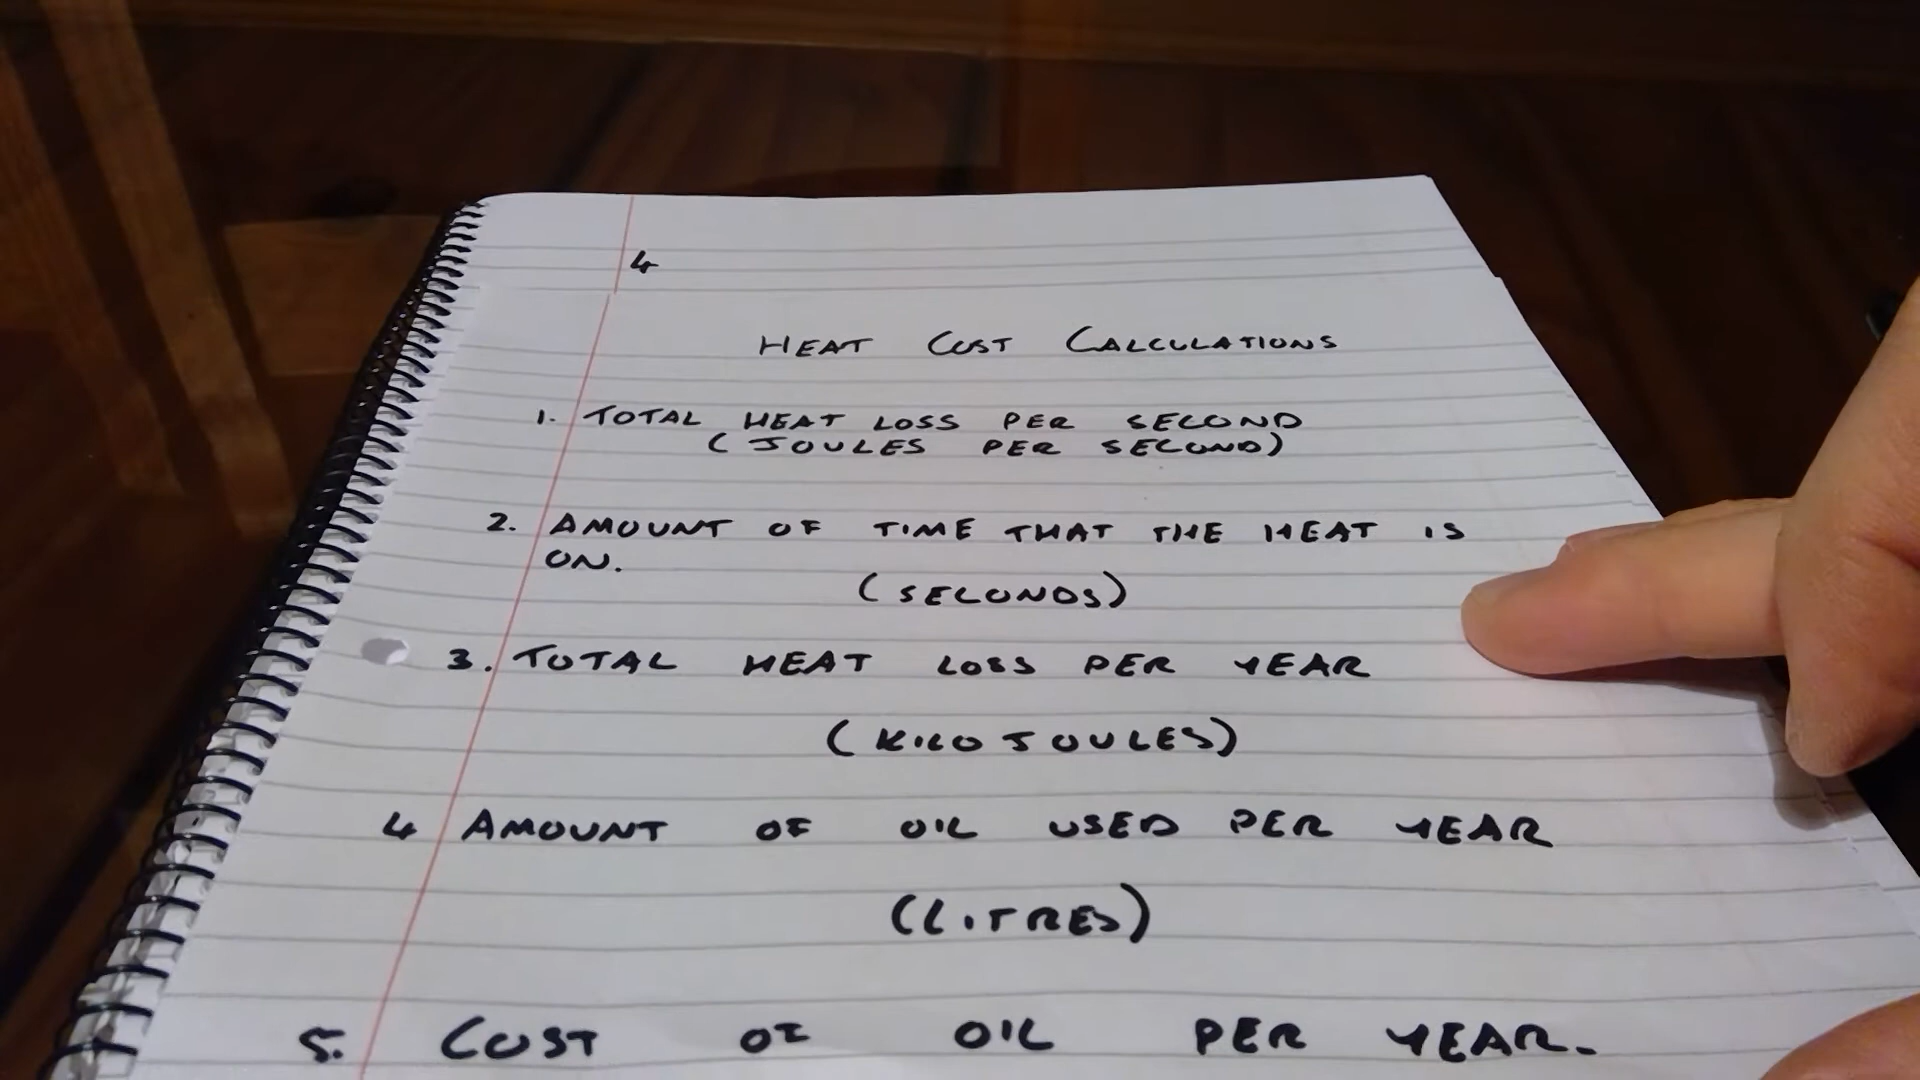 4
HEAT COST CALCULATIONS
1. TOTAL HEAT LOSS PER SECOND
(JOULES PER SECOND)
2. AMOUNT OF TIME THAT THE HEAT IS
ON.
(SECONDS)
3. TOTAL HEAT LOSS PER YEAR
(KILOJOULES)
4 AMOUNT OF OIL USED PER YEAR
(LITRES)
5. COST OF OIL PER YEAR.